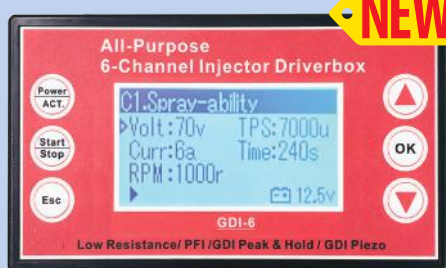 NEW
All-Purpose
6-Channel Injector Driverbox
Power
ACT.
Start
Stop
Esc
C1.Spray-ability
Volt:70v TPS:7000u
Curr:6a Time:240s
RPM:1000r
12.5v
OK
GDI-6
Low Resistance/ PFI /GDI Peak & Hold / GDI Piezo